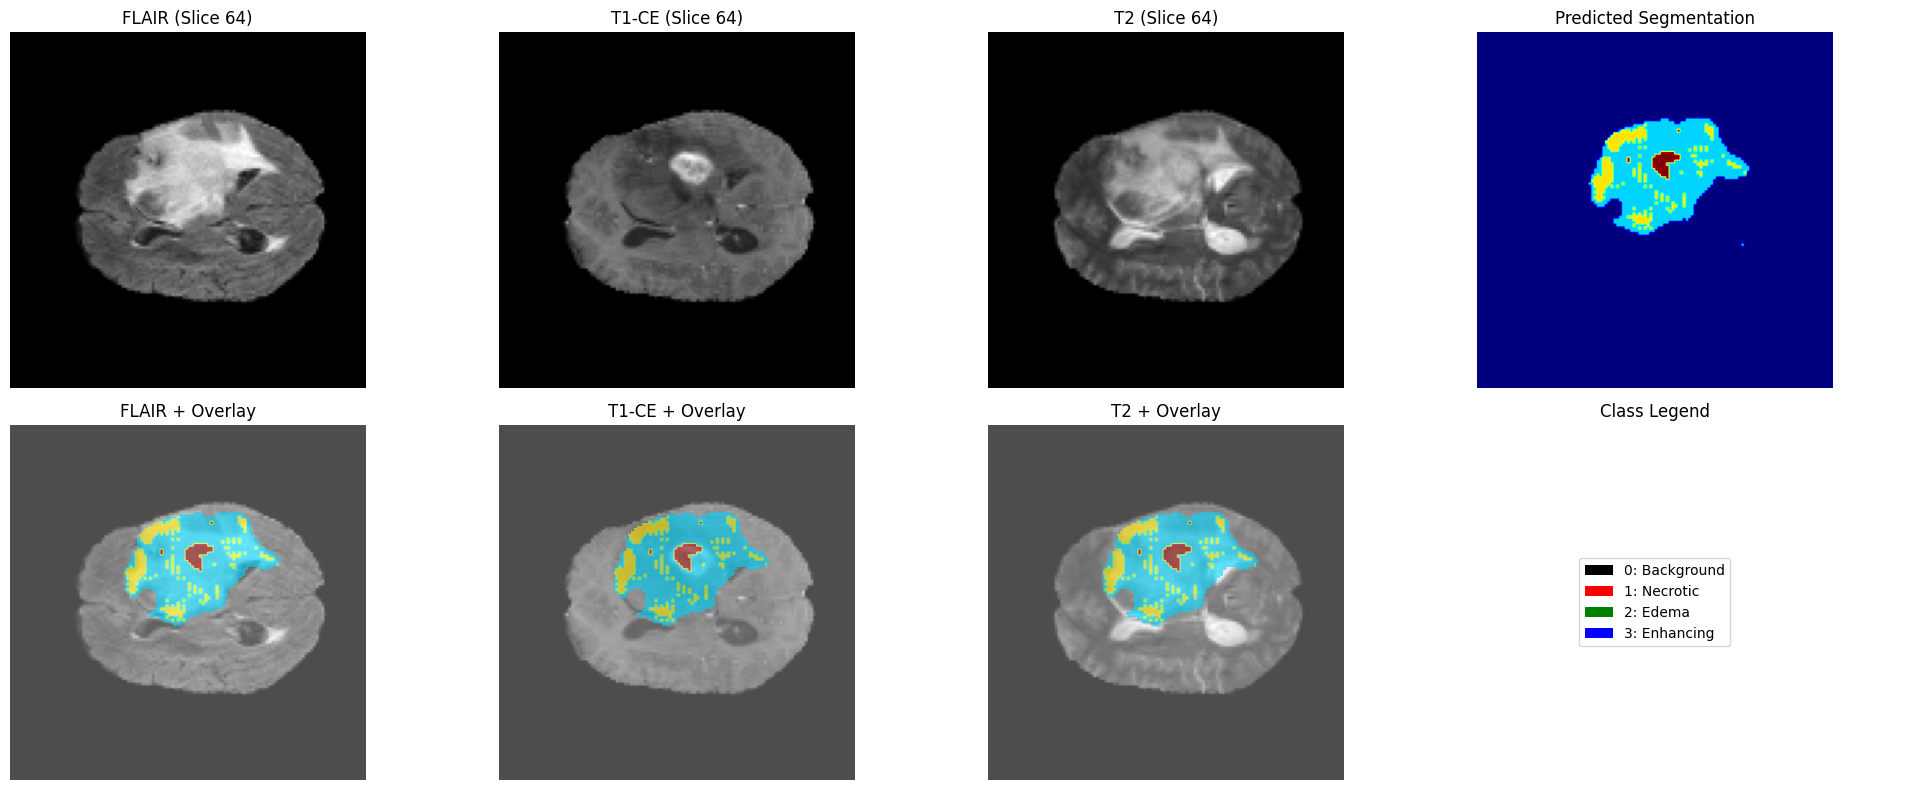 FLAIR (Slice 64)
T1-CE (Slice 64)
T2 (Slice 64)
Predicted Segmentation
FLAIR + Overlay
T1-CE + Overlay
T2 + Overlay
Class Legend
0: Background
1: Necrotic
2: Edema
3: Enhancing